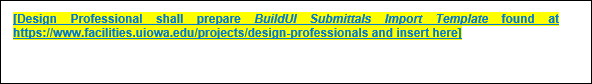 [Design Professional shall prepare BuildUI Submittals Import Template found at
https://www.facilities.uiowa.edu/projects/design-professionals and insert here]